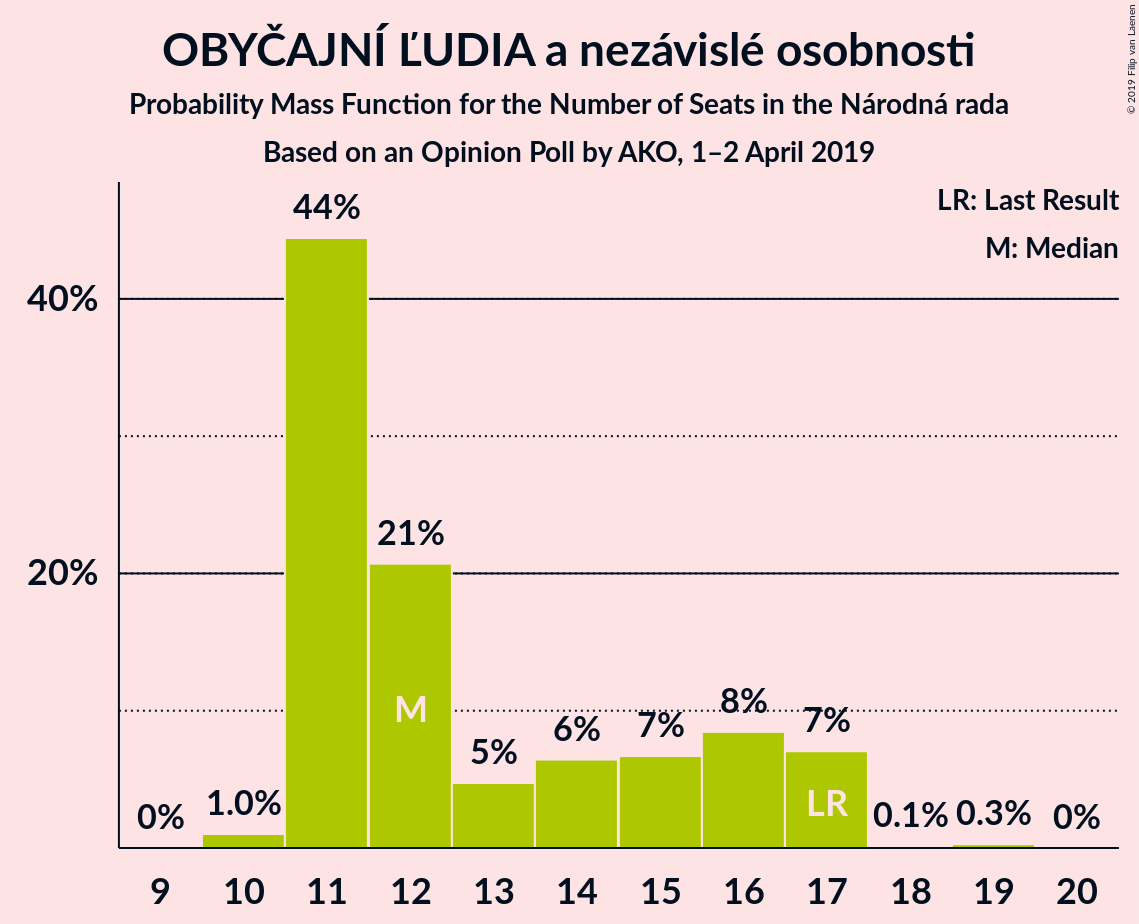 OBYČAJNÍ ĽUDIA a nezávislé osobnosti
Probability Mass Function for the Number of Seats in the Národná rada
Based on an Opinion Poll by AKO, 1–2 April 2019
© 2019 Filip van Laenen
LR: Last Result
M: Median
40%
20%
0%
1.0%
44%
21%
5%
6%
7%
8%
7%
0.1%
0.3%
0%
M
LR
9 10 11 12 13 14 15 16 17 18 19 20